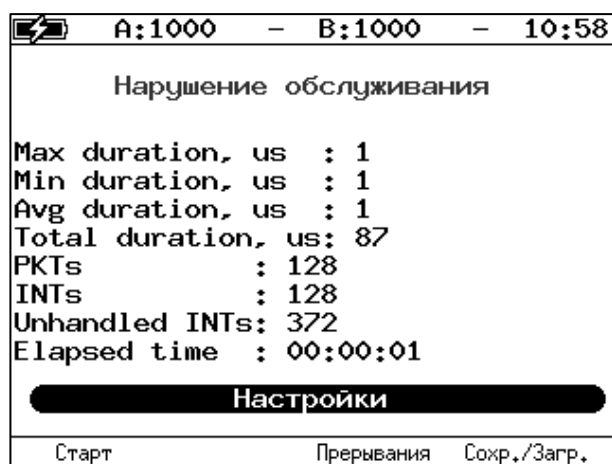 A:1000 – B:1000 – 10:58
Нарушение обслуживания
Max duration, us : 1
Min duration, us : 1
Avg duration, us : 1
Total duration, us: 87
PKTs : 128
INTs : 128
Unhandled INTs: 372
Elapsed time : 00:00:01
Настройки
Старт Прерывания Сохр./Загр.